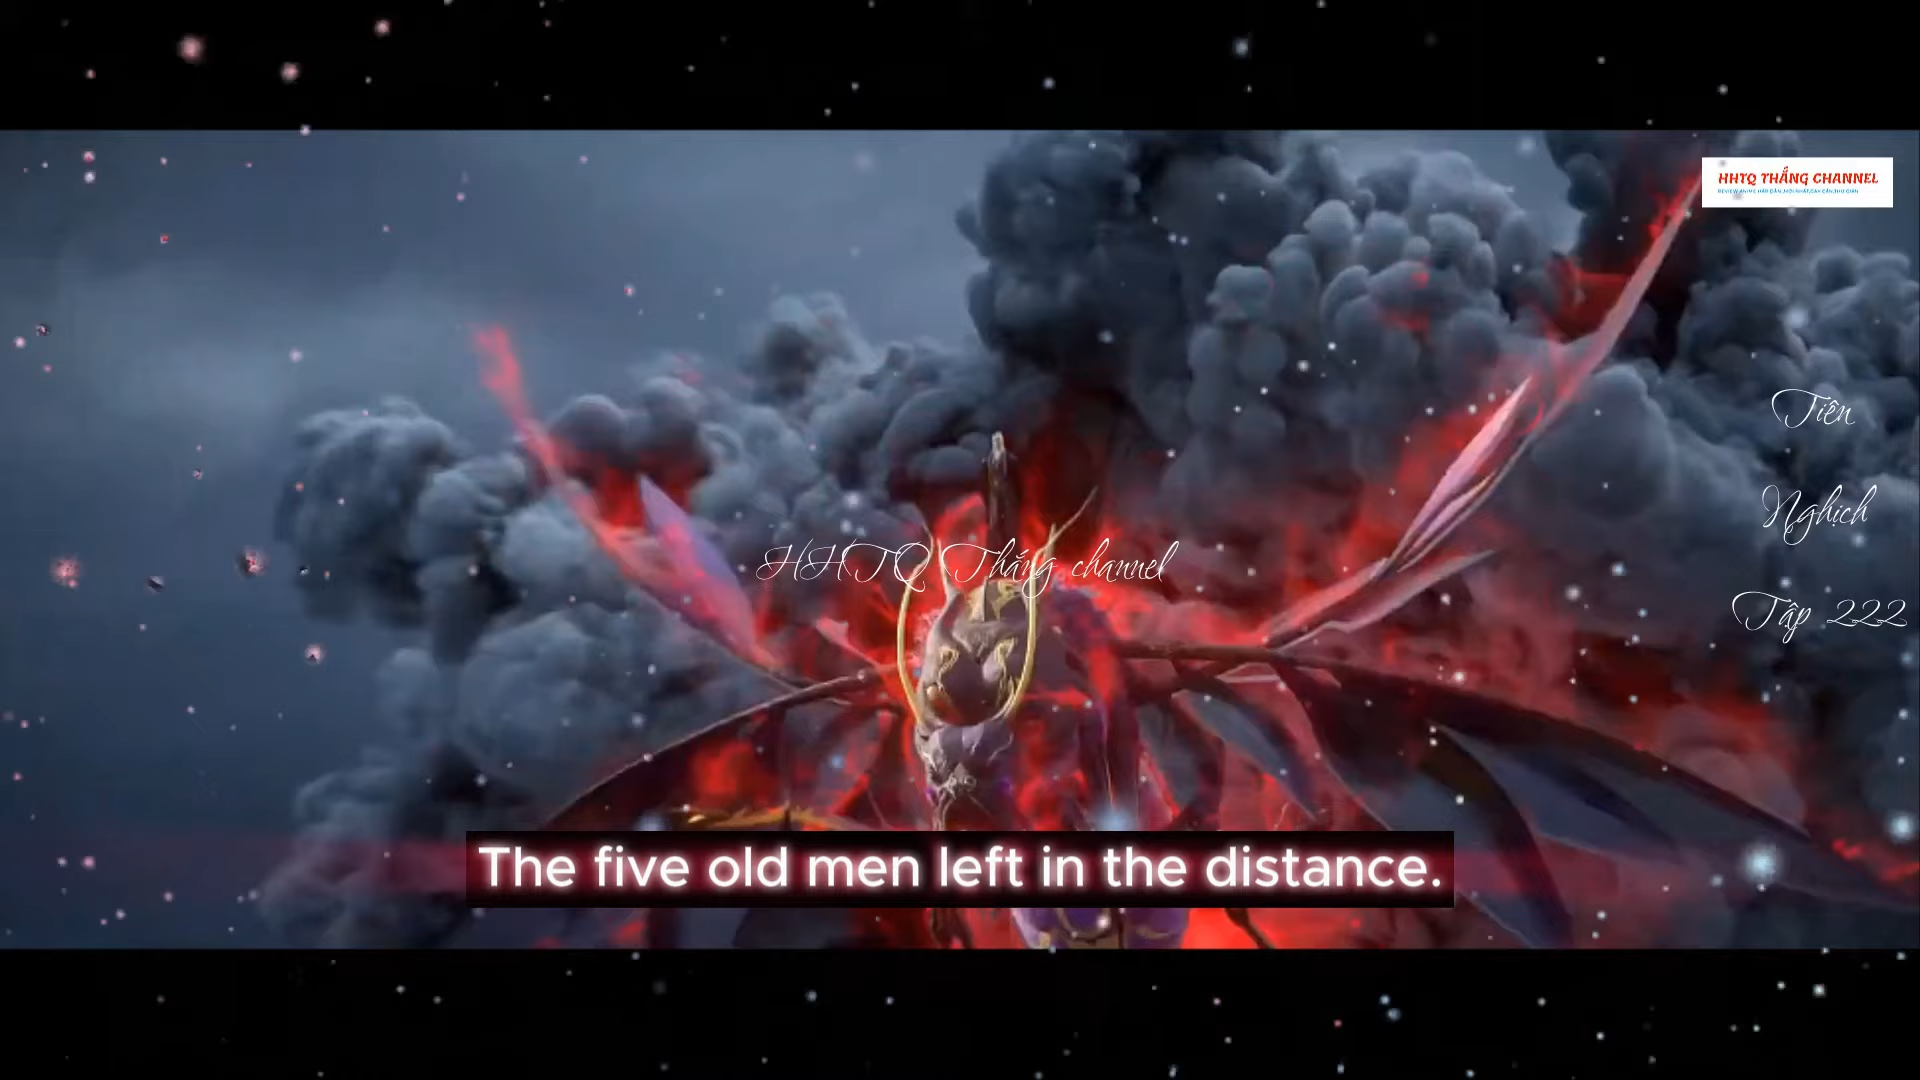 HHTQ THẮNG CHANNEL
Tiên
Nghịch
HHTQ Thắng channel
Tập 222
The five old men left in the distance.